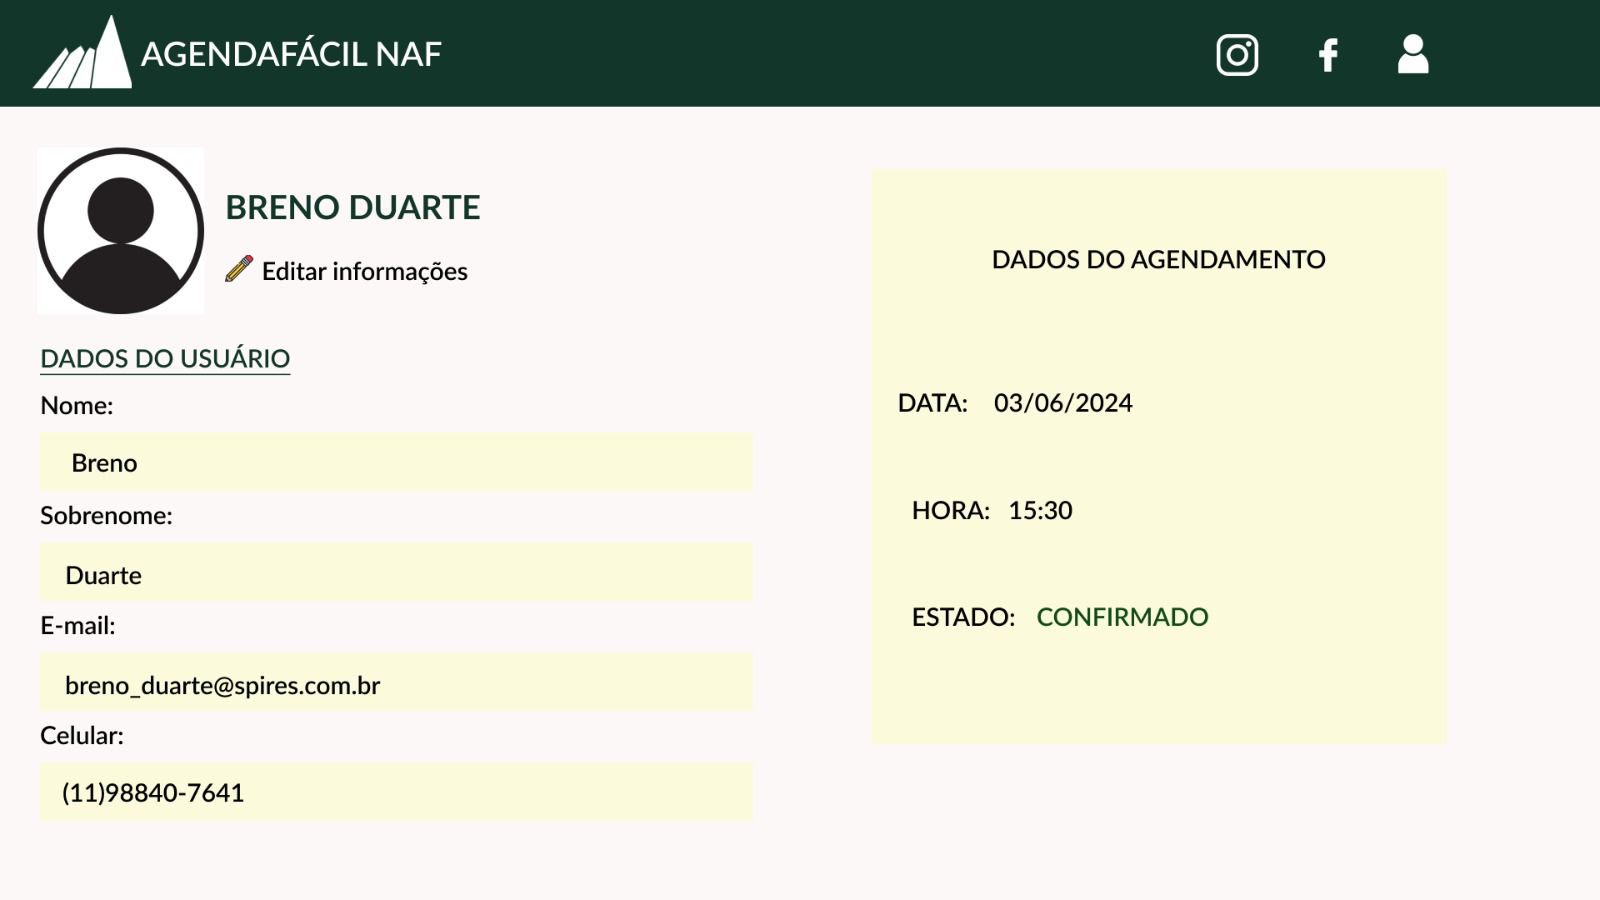 AGENDAFÁCIL NAF
BRENO DUARTE
Editar informações
DADOS DO USUÁRIO
Nome:
Breno
Sobrenome:
Duarte
E-mail:
breno_duarte@spires.com.br
Celular:
(11)98840-7641
DADOS DO AGENDAMENTO
DATA: 03/06/2024
HORA: 15:30
ESTADO: CONFIRMADO